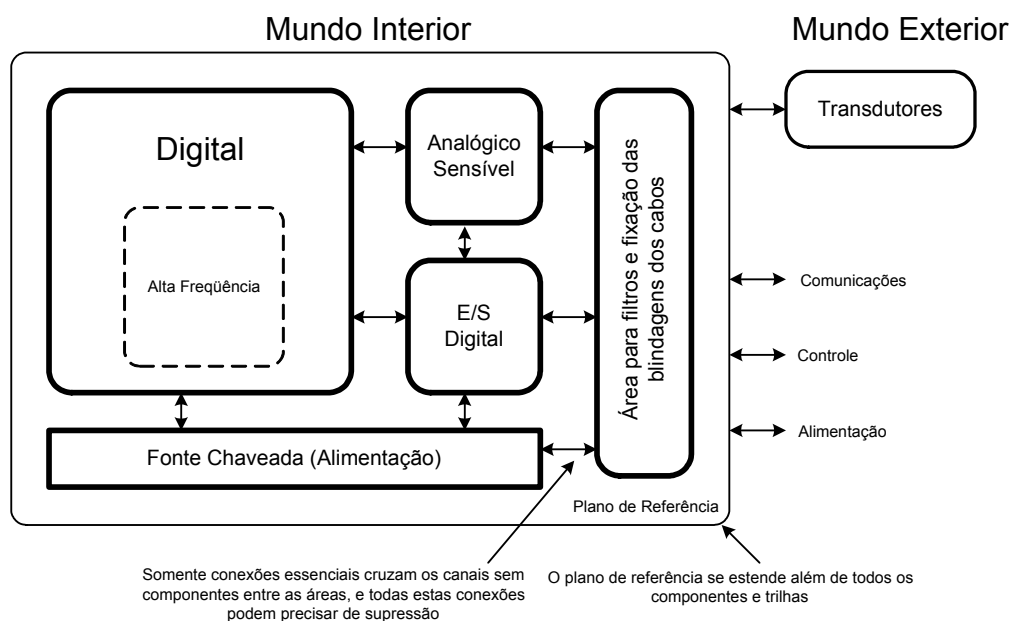 Mundo Interior
Mundo Exterior
Digital
Alta Freqüência
Analógico
Sensível
E/S
Digital
Fonte Chaveada (Alimentação)
Área para filtros e fixação das
blindagens dos cabos
Plano de Referência
Transdutores
Comunicações
Controle
Alimentação
Somente conexões essenciais cruzam os canais sem
componentes entre as áreas, e todas estas conexões
podem precisar de supressão
O plano de referência se estende além de todos os
componentes e trilhas